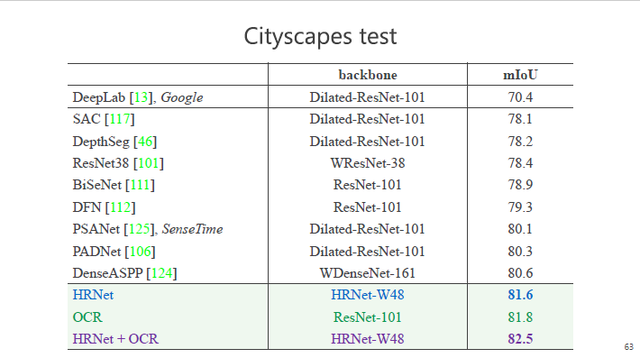 Cityscapes test
backbone mIoU
DeepLab [13], Google Dilated-ResNet-101 70.4
SAC [117] Dilated-ResNet-101 78.1
DepthSeg [46] Dilated-ResNet-101 78.2
ResNet38 [101] WResNet-38 78.4
BiSeNet [111] ResNet-101 78.9
DFN [112] ResNet-101 79.3
PSANet [125], SenseTime Dilated-ResNet-101 80.1
PADNet [106] Dilated-ResNet-101 80.3
DenseASPP [124] WDenseNet-161 80.6
HRNet HRNet-W48 81.6
OCR ResNet-101 81.8
HRNet + OCR HRNet-W48 82.5
63